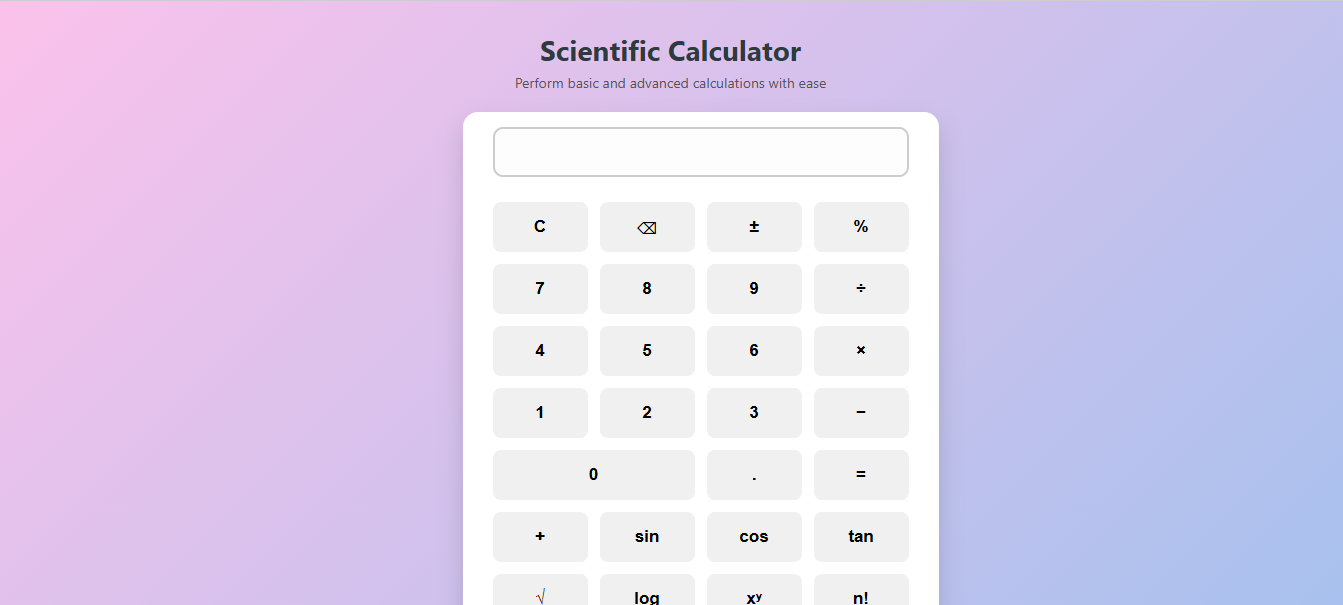 Scientific Calculator
Perform basic and advanced calculations with ease
C ⌫ ± %
7 8 9 ÷
4 5 6 ×
1 2 3 −
0 . =
+ sin cos tan
√ log xʸ n!